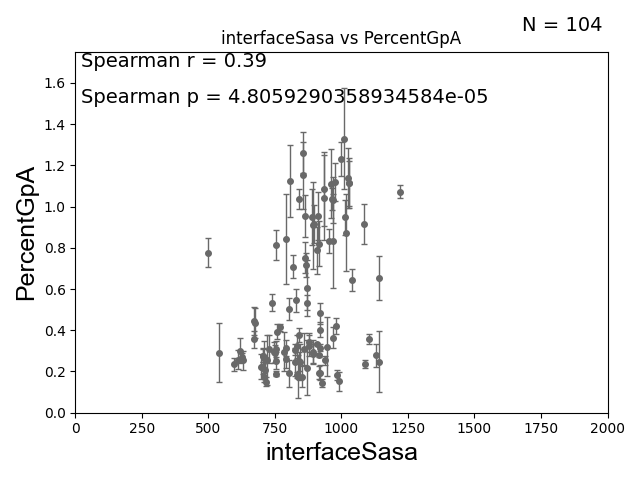 N = 104
interfaceSasa vs PercentGpA
Spearman r = 0.39
Spearman p = 4.8059290358934584e-05
PercentGpA
1.6
1.4
1.2
1.0
0.8
0.6
0.4
0.2
0.0
0 250 500 750 1000 1250 1500 1750 2000
interfaceSasa